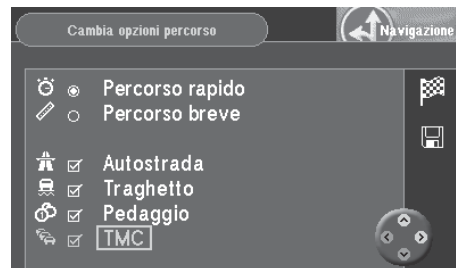 Cambia opzioni percorso
Navigazione
Percorso rapido
Percorso breve
Autostrada
Traghetto
Pedaggio
TMC